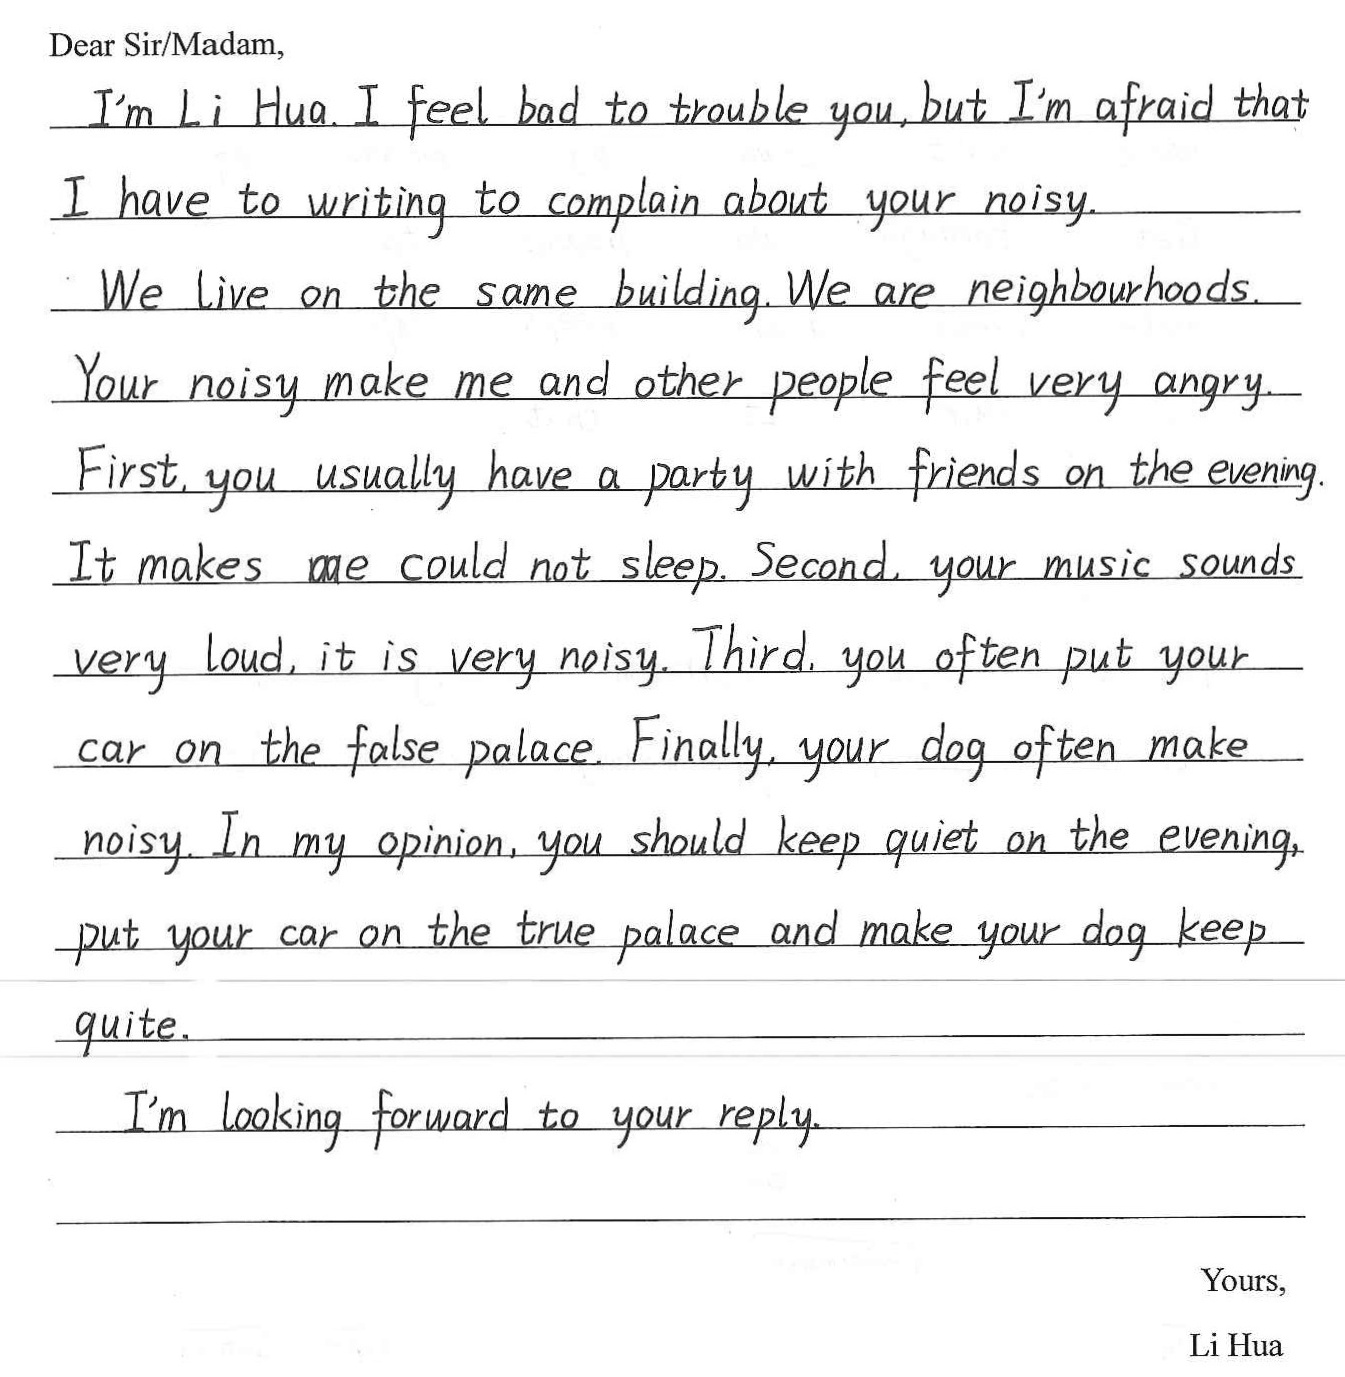 Dear Sir/Madam,
I'm Li Hua. I feel bad to trouble you, but I'm afraid that
I have to writing to complain about your noisy.
We live on the same building. We are neighbourhoods.
Your noisy make me and other people feel very angry.
First, you usually have a party with friends on the evening.
It makes me could not sleep. Second, your music sounds
very loud, it is very noisy. Third, you often put your
car on the false palace. Finally, your dog often make
noisy. In my opinion, you should keep quiet on the evening,
put your car on the true palace and make your dog keep
quite.
I'm looking forward to your reply.
Yours,
Li Hua